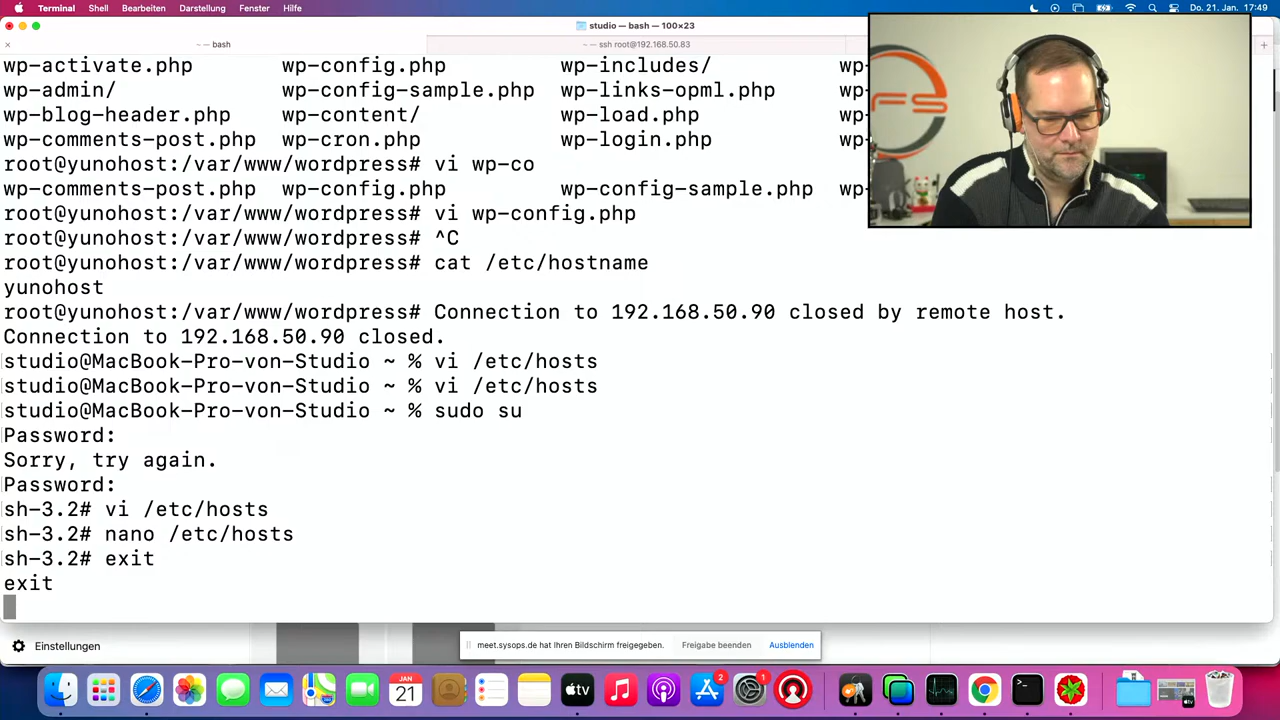 Terminal Shell Bearbeiten Darstellung Fenster Hilfe
Do. 21. Jan. 17:49
studio — bash — 100×23
~ — bash
~ — ssh root@192.168.50.83
wp-activate.php wp-config.php wp-includes/ wp-
wp-admin/ wp-config-sample.php wp-links-opml.php wp-
wp-blog-header.php wp-content/ wp-load.php wp-
wp-comments-post.php wp-cron.php wp-login.php
root@yunohost:/var/www/wordpress# vi wp-co
wp-comments-post.php wp-config.php wp-config-sample.php wp-
root@yunohost:/var/www/wordpress# vi wp-config.php
root@yunohost:/var/www/wordpress# ^C
root@yunohost:/var/www/wordpress# cat /etc/hostname
yunohost
root@yunohost:/var/www/wordpress# Connection to 192.168.50.90 closed by remote host.
Connection to 192.168.50.90 closed.
studio@MacBook-Pro-von-Studio ~ % vi /etc/hosts
studio@MacBook-Pro-von-Studio ~ % vi /etc/hosts
studio@MacBook-Pro-von-Studio ~ % sudo su
Password:
Sorry, try again.
Password:
sh-3.2# vi /etc/hosts
sh-3.2# nano /etc/hosts
sh-3.2# exit
exit
Einstellungen
meet.sysops.de hat Ihren Bildschirm freigegeben. Freigabe beenden Ausblenden
JAN
21
2
1
FS